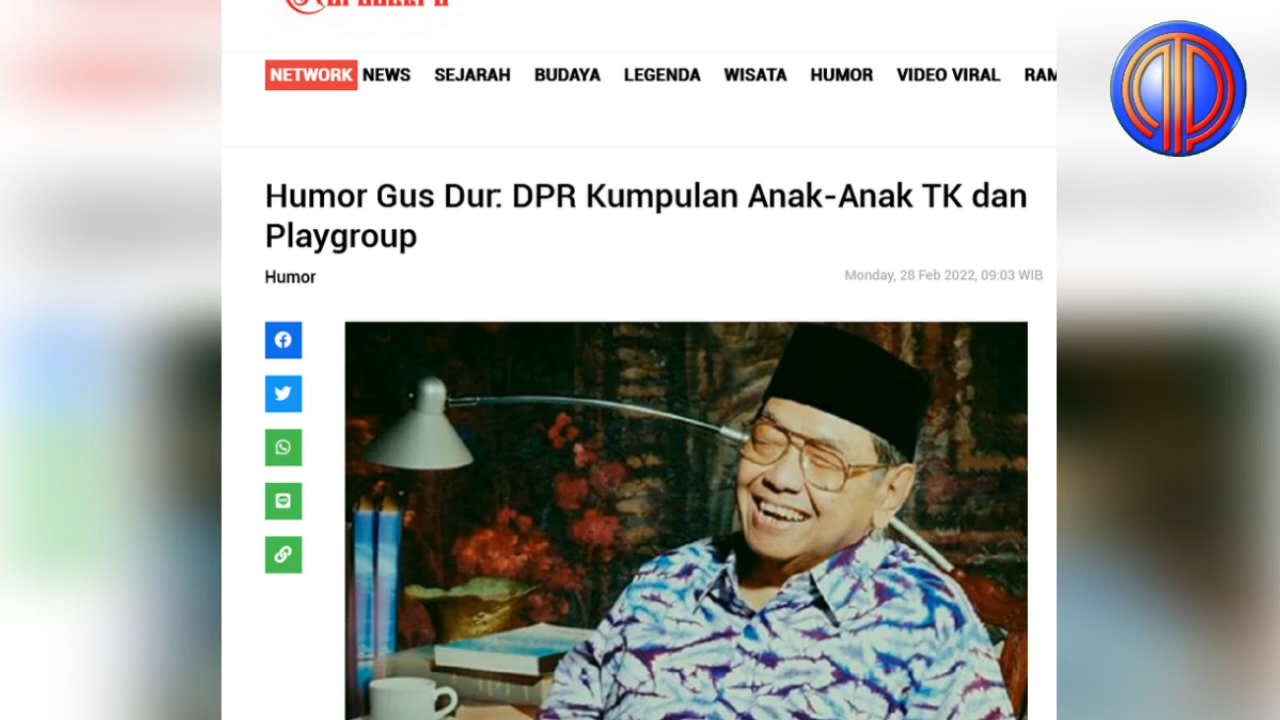 NETWORK NEWS SEJARAH BUDAYA LEGENDA WISATA HUMOR VIDEO VIRAL RAM
Humor Gus Dur: DPR Kumpulan Anak-Anak TK dan
Playgroup
Humor
Monday, 28 Feb 2022, 09:03 WIB